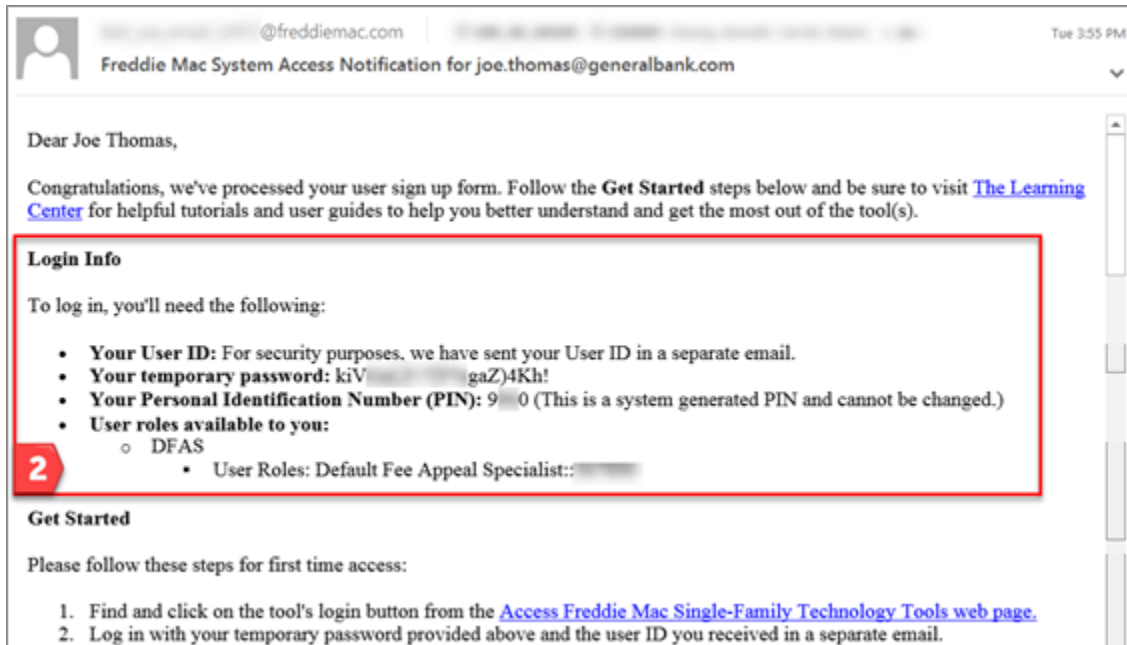 @freddiemac.com
Tue 3:55 PM
Freddie Mac System Access Notification for joe.thomas@generalbank.com
Dear Joe Thomas,
Congratulations, we've processed your user sign up form. Follow the Get Started steps below and be sure to visit The Learning
Center for helpful tutorials and user guides to help you better understand and get the most out of the tool(s).
Login Info
To log in, you'll need the following:
• Your User ID: For security purposes, we have sent your User ID in a separate email.
• Your temporary password: kiV gaZ)4Kh!
• Your Personal Identification Number (PIN): 9 0 (This is a system generated PIN and cannot be changed.)
• User roles available to you:
○ DFAS
2
▪ User Roles: Default Fee Appeal Specialist::
Get Started
Please follow these steps for first time access:
1. Find and click on the tool's login button from the Access Freddie Mac Single-Family Technology Tools web page.
2. Log in with your temporary password provided above and the user ID you received in a separate email.